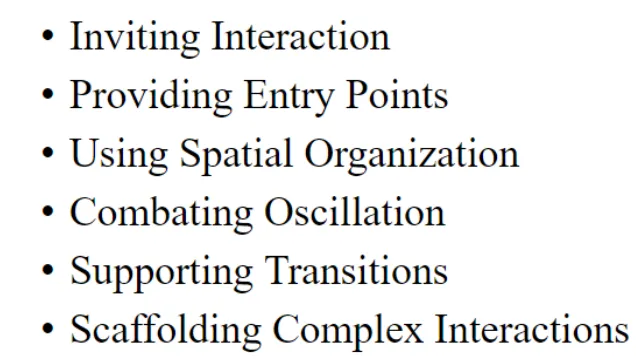 • Inviting Interaction
• Providing Entry Points
• Using Spatial Organization
• Combating Oscillation
• Supporting Transitions
• Scaffolding Complex Interactions